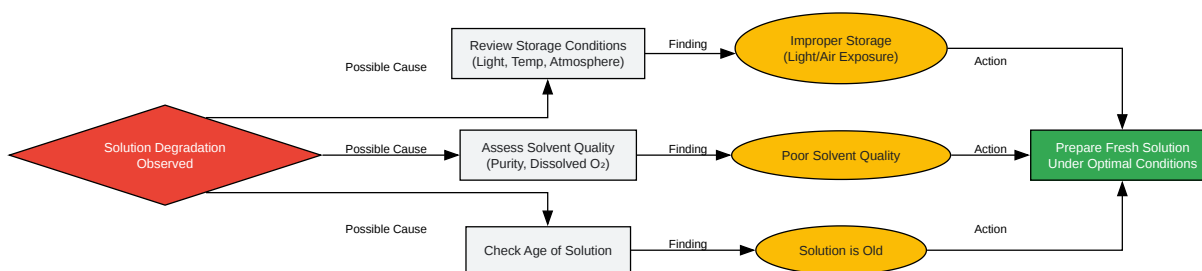 Solution Degradation
Observed
Possible Cause
Review Storage Conditions
(Light, Temp, Atmosphere)
Finding
Improper Storage
(Light/Air Exposure)
Action
Possible Cause
Assess Solvent Quality
(Purity, Dissolved O₂)
Finding
Poor Solvent Quality
Action
Prepare Fresh Solution
Under Optimal Conditions
Possible Cause
Check Age of Solution
Finding
Solution is Old
Action